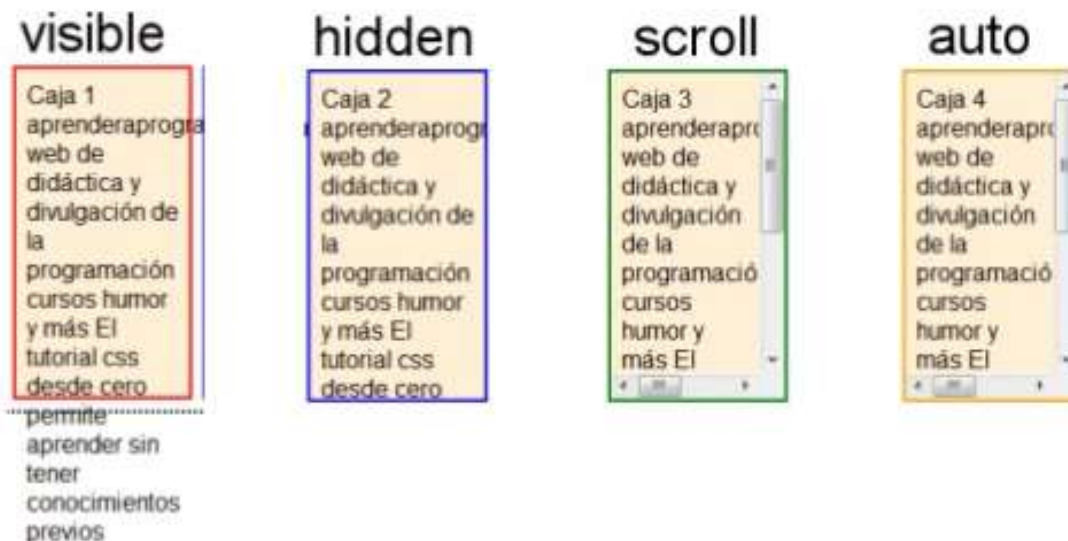 visible
Caja 1
aprenderaprogra
web de
didáctica y
divulgación de
la
programación
cursos humor
y más El
tutorial css
desde cero
permite
aprender sin
tener
conocimientos
previos
hidden
Caja 2
aprenderaprogr
web de
didáctica y
divulgación de
la
programación
cursos humor
y más El
tutorial css
desde cero
scroll
Caja 3
aprenderapro
web de
didáctica y
divulgación
de la
programació
cursos
humor y
más El
auto
Caja 4
aprenderapro
web de
didáctica y
divulgación
de la
programació
cursos
humor y
más El